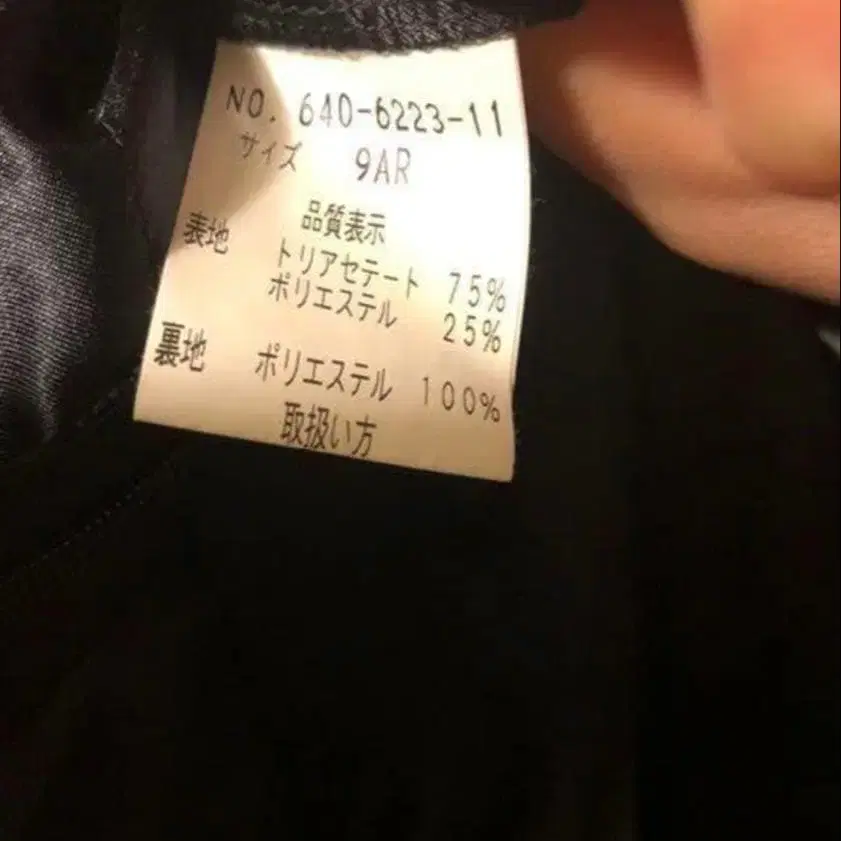 NO. 640-6223-11
サイズ 9AR
品質表示
表地 トリアセテート 75%
ポリエステル 25%
裏地 ポリエステル 100%
取扱い方